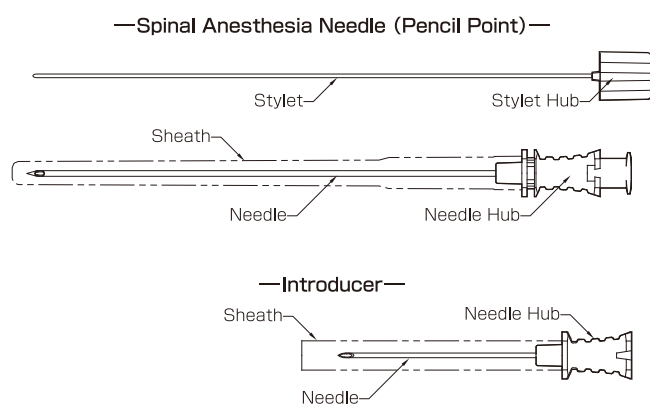 Spinal Anesthesia Needle (Pencil Point)
Stylet
Stylet Hub
Sheath
Needle
Needle Hub
Introducer
Sheath
Needle Hub
Needle